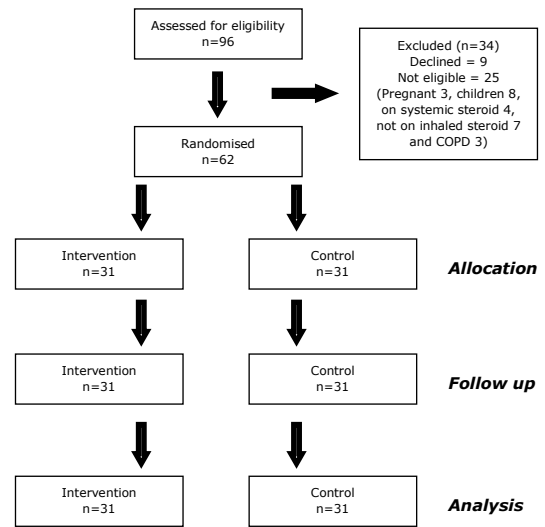 Assessed for eligibility
n=96
Excluded (n=34)
Declined = 9
Not eligible = 25
(Pregnant 3, children 8,
on systemic steroid 4,
not on inhaled steroid 7
and COPD 3)
Randomised
n=62
Intervention
n=31
Control
n=31
Allocation
Intervention
n=31
Control
n=31
Follow up
Intervention
n=31
Control
n=31
Analysis